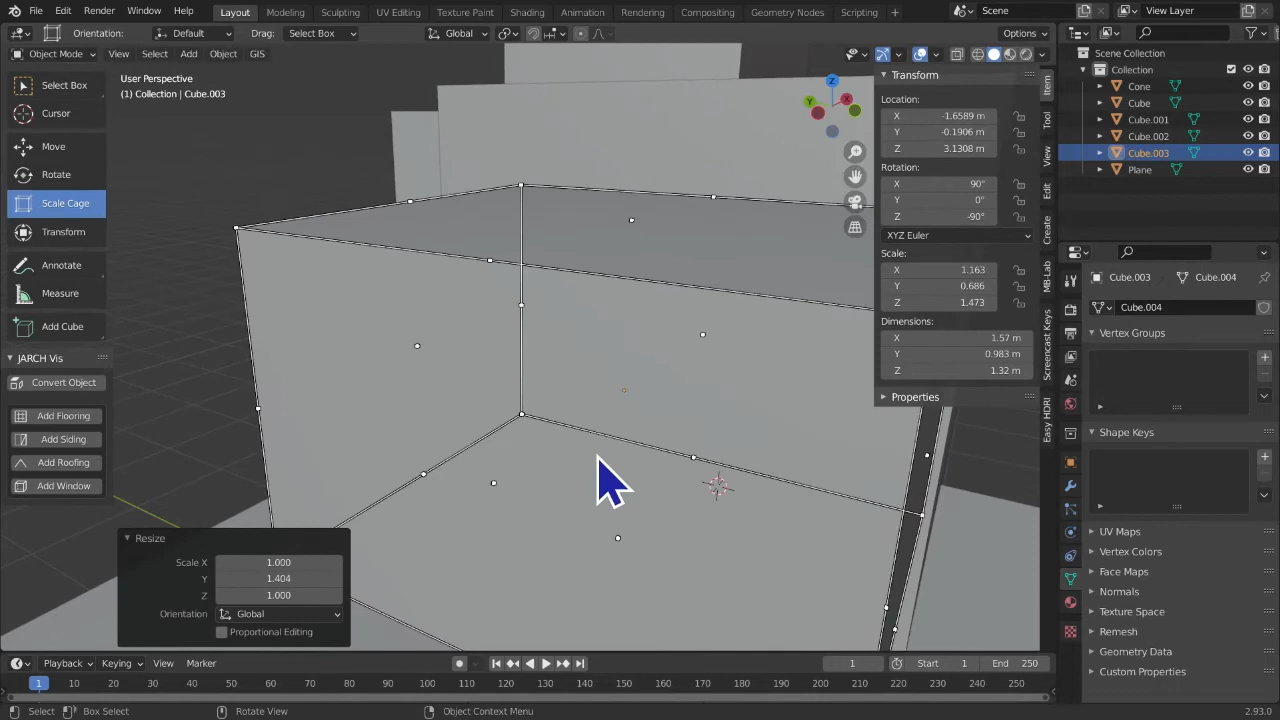 File Edit Render Window Help Layout Modeling Sculpting UV Editing Texture Paint Shading Animation Rendering Compositing Geometry Nodes Scripting + Scene View Layer
Orientation: Default Drag: Select Box Global Options
Object Mode View Select Add Object GIS
User Perspective
(1) Collection | Cube.003
Select Box
Cursor
Move
Rotate
Scale Cage
Transform
Annotate
Measure
Add Cube
JARCH Vis
Convert Object
Add Flooring
Add Siding
Add Roofing
Add Window
Resize
Scale X 1.000
Y 1.404
Z 1.000
Orientation Global
Proportional Editing
Z
X
Y
Transform
Location:
X -1.6589 m
Y -0.1906 m
Z 3.1308 m
Rotation:
X 90°
Y 0°
Z -90°
XYZ Euler
Scale:
X 1.163
Y 0.686
Z 1.473
Dimensions:
X 1.57 m
Y 0.983 m
Z 1.32 m
Properties
Item
Tool
View
Edit
Create
MB-Lab
Screencast Keys
Easy HDRI
Scene Collection
Collection
Cone
Cube
Cube.001
Cube.002
Cube.003
Plane
Cube.003 Cube.004
Cube.004
Vertex Groups
Shape Keys
UV Maps
Vertex Colors
Face Maps
Normals
Texture Space
Remesh
Geometry Data
Custom Properties
Playback Keying View Marker 1 Start 1 End 250
1 10 20 30 40 50 60 70 80 90 100 110 120 130 140 150 160 170 180 190 200 210 220 230 240 250
Select Box Select Rotate View Object Context Menu 2.93.0